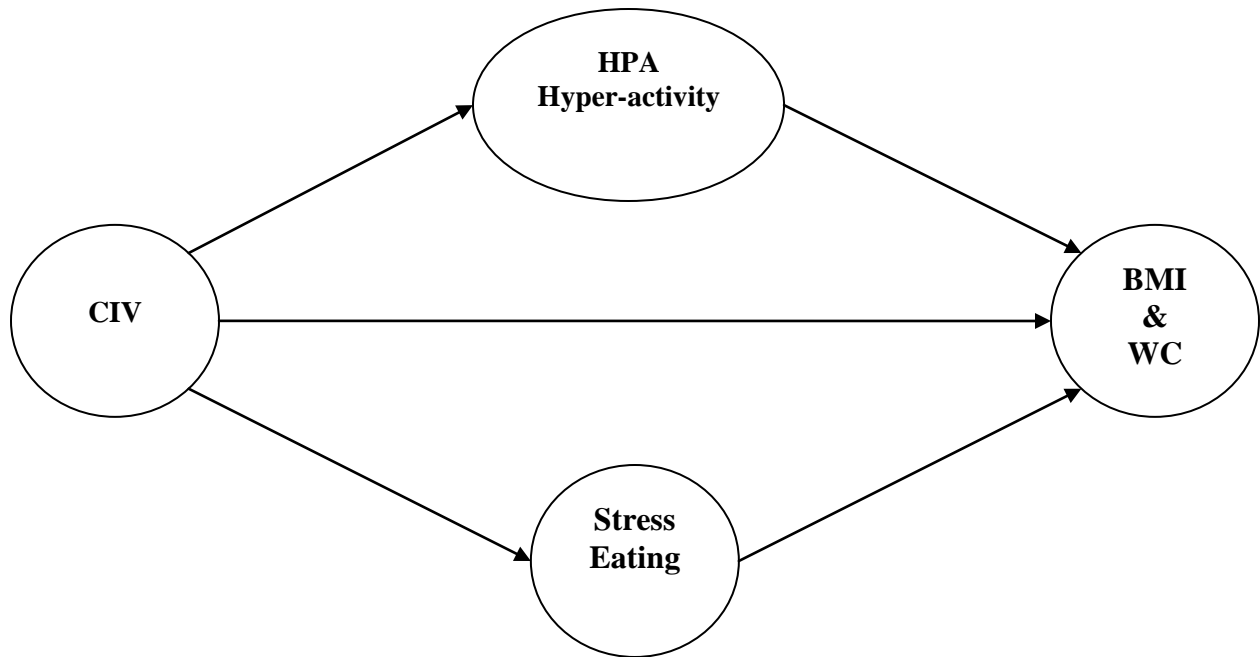 HPA
Hyper-activity
CIV
BMI
&
WC
Stress
Eating